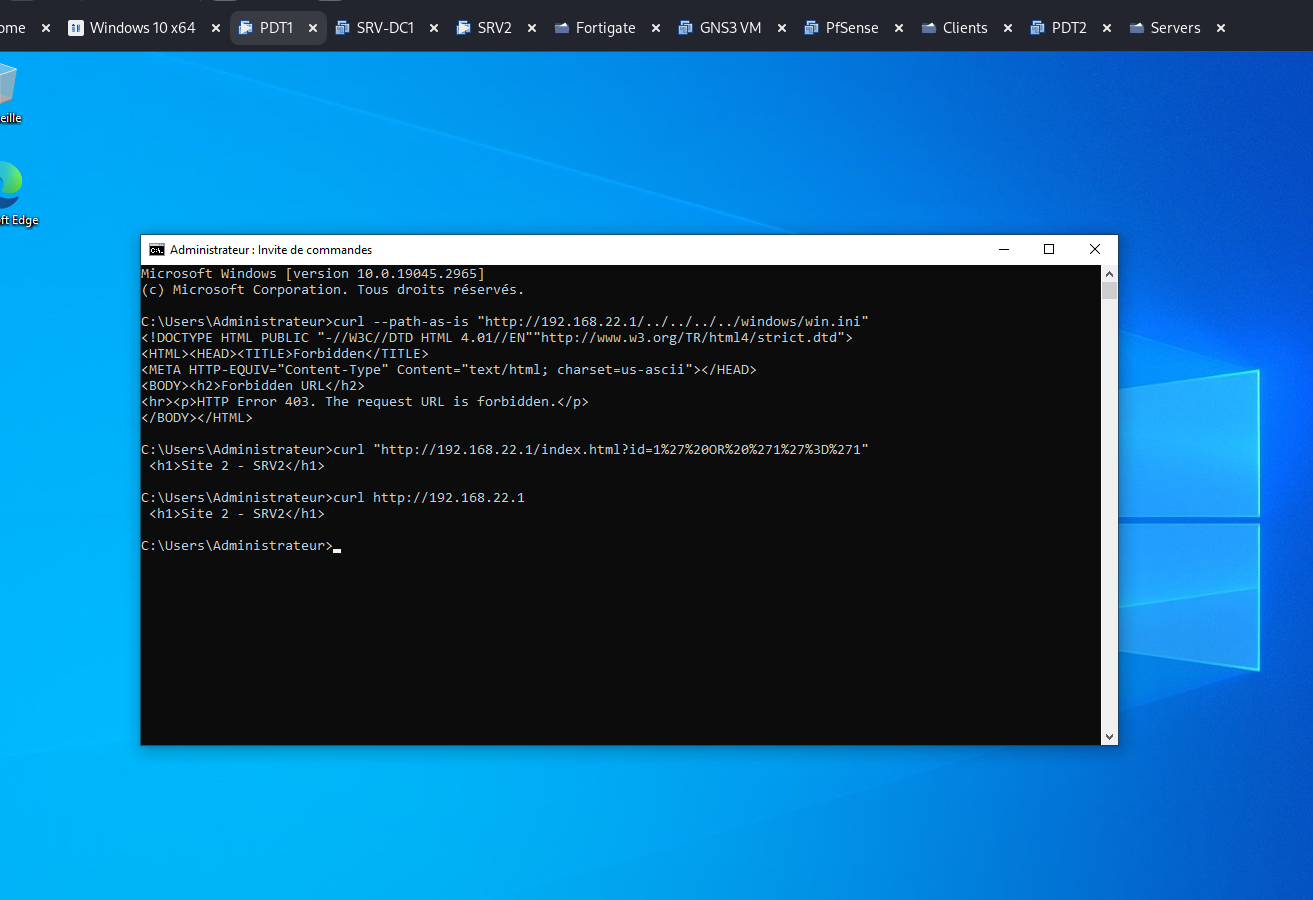 ome × Windows 10 x64 × PDT1 × SRV-DC1 × SRV2 × Fortigate × GNS3 VM × PfSense × Clients × PDT2 × Servers ×
eille
ft Edge
Administrateur : Invite de commandes
Microsoft Windows [version 10.0.19045.2965]
(c) Microsoft Corporation. Tous droits réservés.
C:\Users\Administrateur>curl --path-as-is "http://192.168.22.1/../../../../windows/win.ini"
<!DOCTYPE HTML PUBLIC "-//W3C//DTD HTML 4.01//EN""http://www.w3.org/TR/html4/strict.dtd">
<HTML><HEAD><TITLE>Forbidden</TITLE>
<META HTTP-EQUIV="Content-Type" Content="text/html; charset=us-ascii"></HEAD>
<BODY><h2>Forbidden URL</h2>
<hr><p>HTTP Error 403. The request URL is forbidden.</p>
</BODY></HTML>
C:\Users\Administrateur>curl "http://192.168.22.1/index.html?id=1%27%20OR%20%271%27%3D%271"
<h1>Site 2 - SRV2</h1>
C:\Users\Administrateur>curl http://192.168.22.1
<h1>Site 2 - SRV2</h1>
C:\Users\Administrateur>